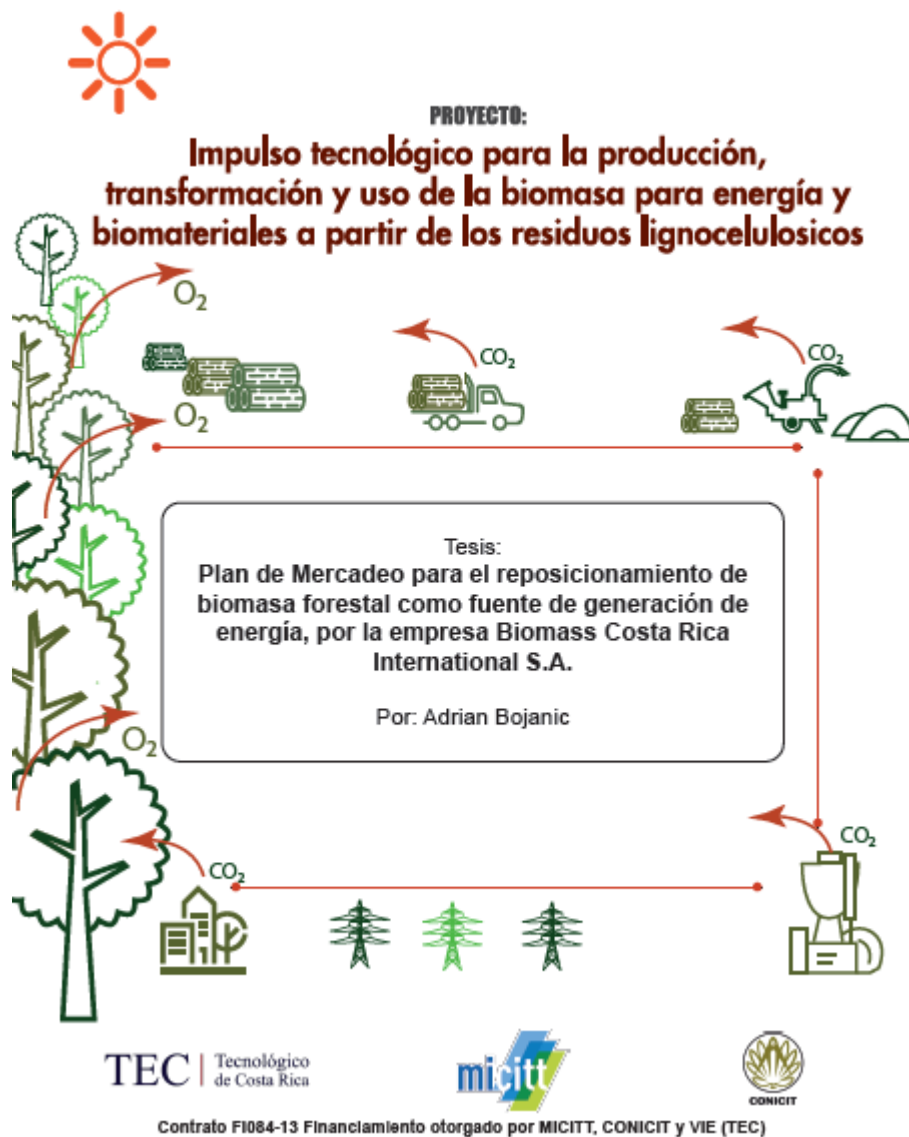 PROYECTO:
Impulso tecnológico para la producción,
transformación y uso de la biomasa para energía y
biomateriales a partir de los residuos lignocelulosicos
O₂
CO₂
CO₂
O₂
Tesis:
Plan de Mercadeo para el reposicionamiento de
biomasa forestal como fuente de generación de
energía, por la empresa Biomass Costa Rica
International S.A.
Por: Adrian Bojanic
O₂
CO₂
CO₂
TEC | Tecnológico
de Costa Rica
micitt
CONICIT
Contrato FI084-13 Financiamiento otorgado por MICITT, CONICIT y VIE (TEC)